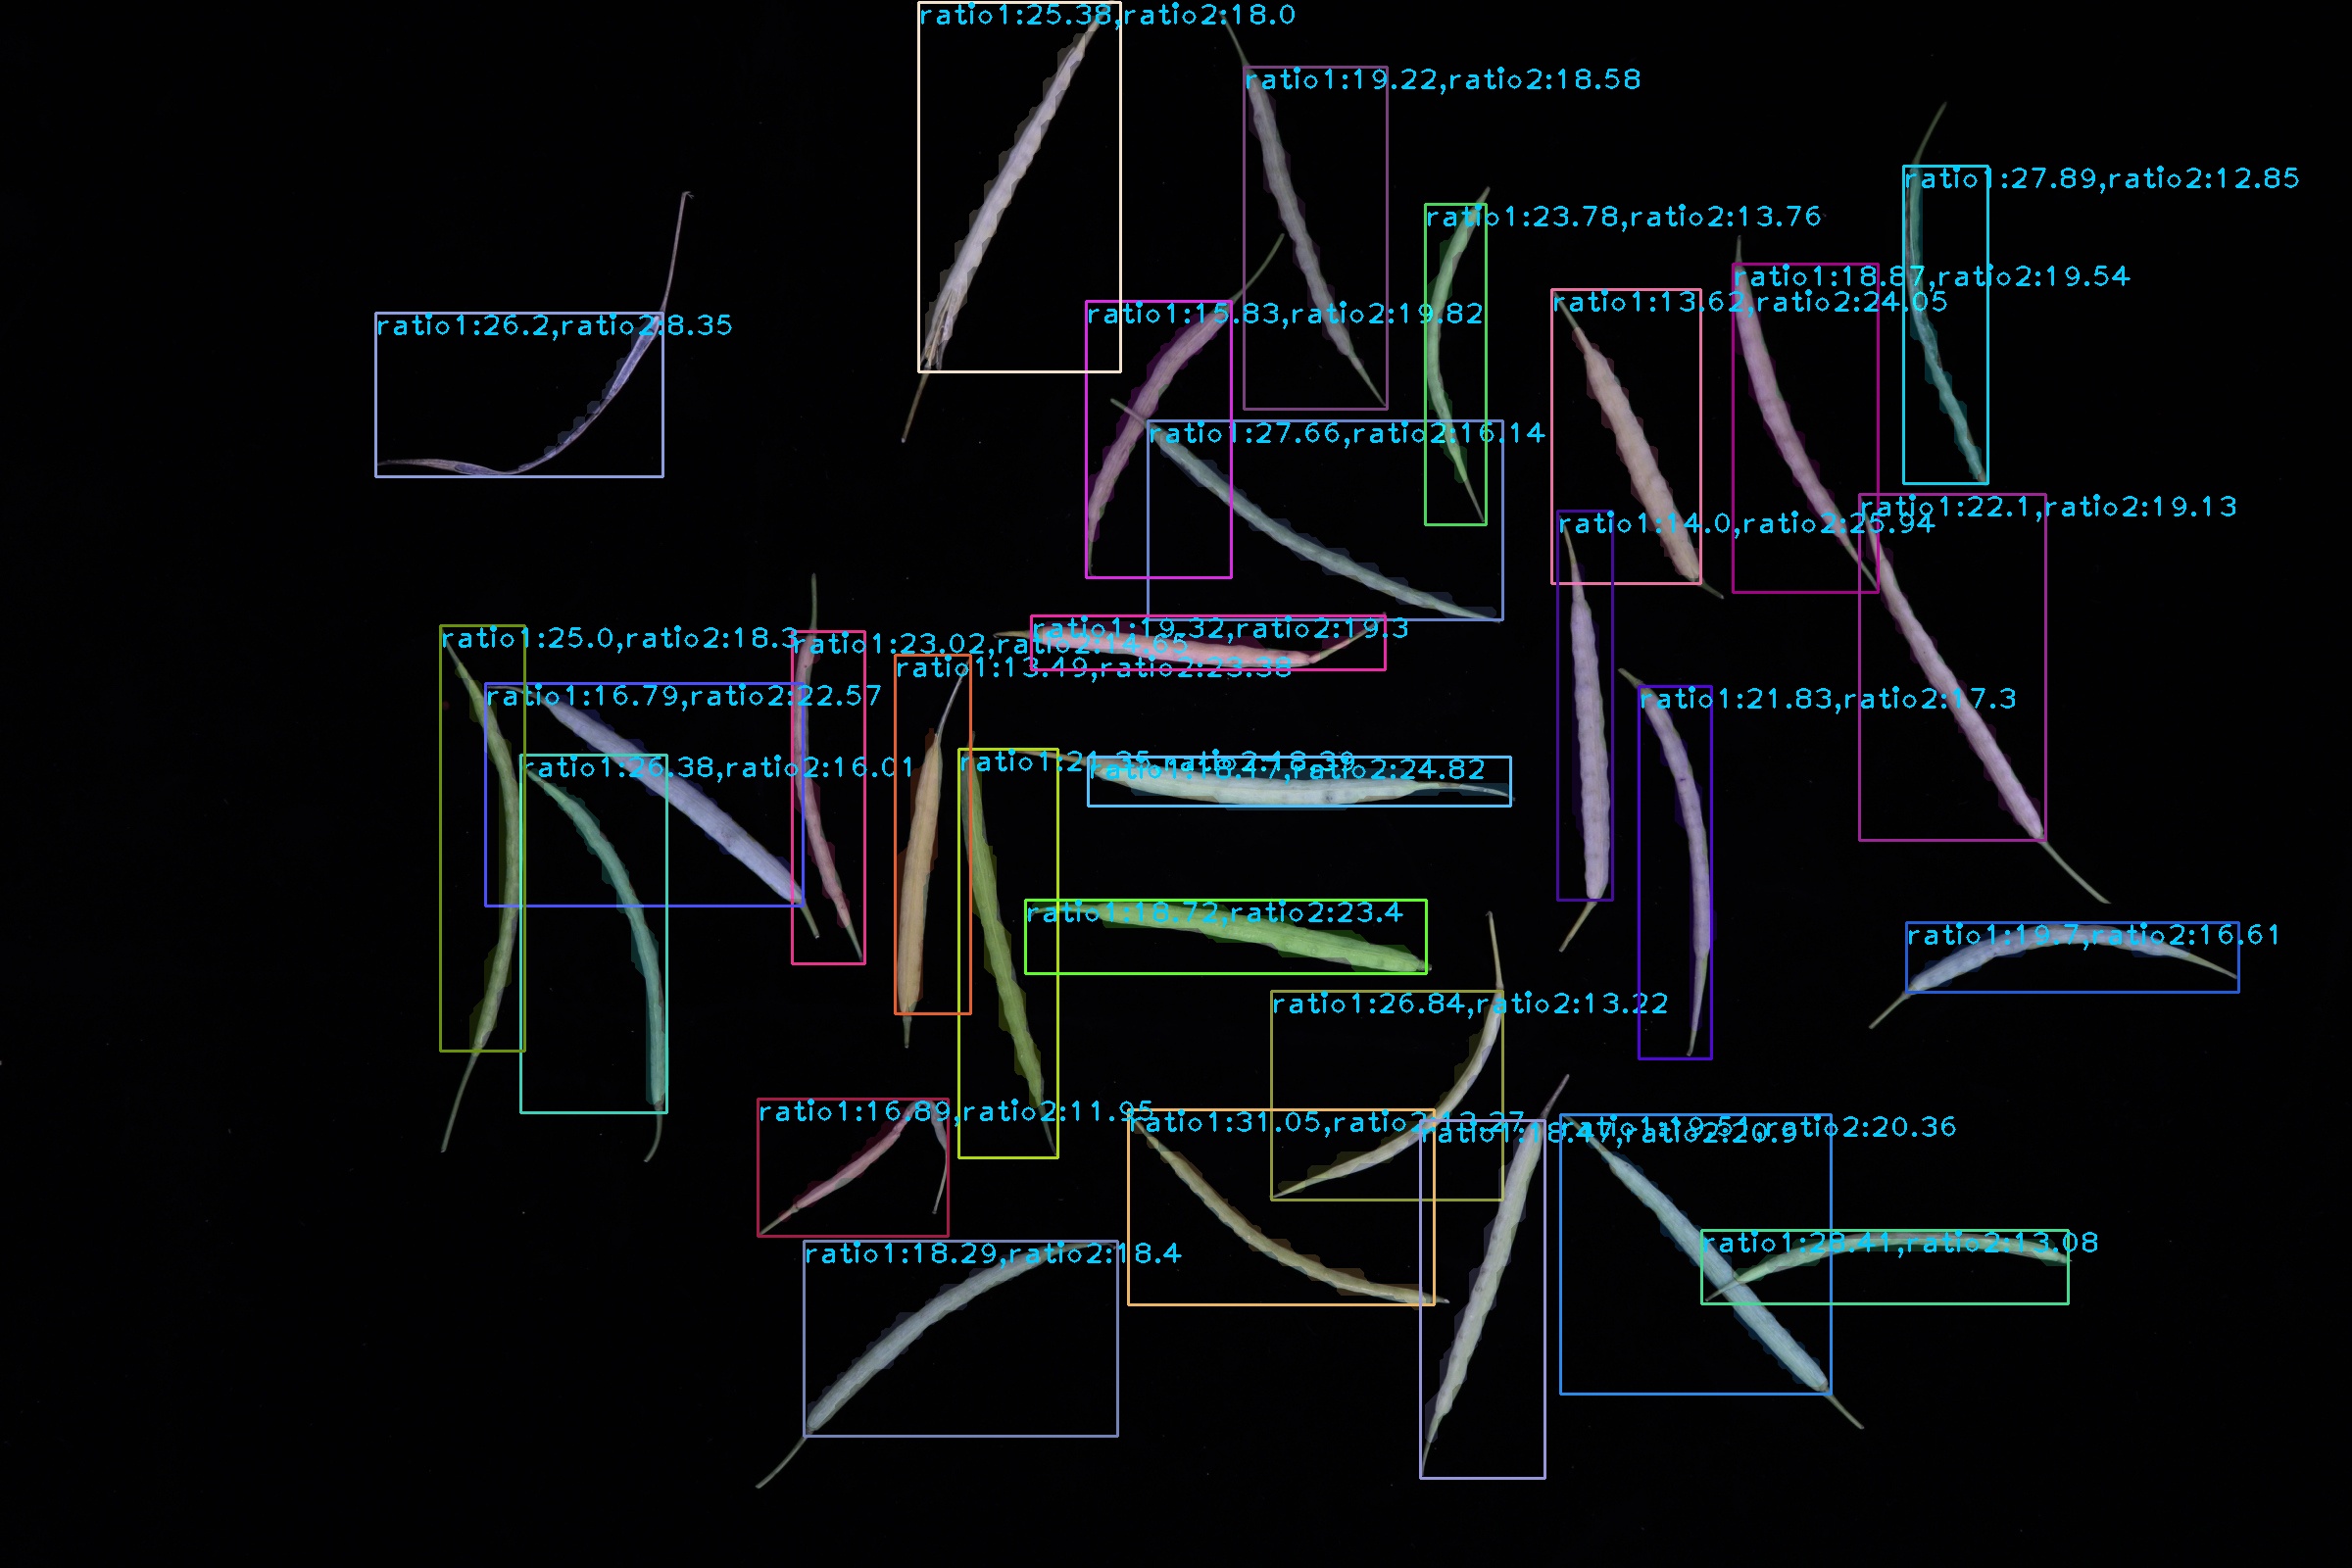 ratio1:25.38,ratio2:18.0
ratio1:19.22,ratio2:18.58
ratio1:27.89,ratio2:12.85
ratio1:23.78,ratio2:13.76
ratio1:18.87,ratio2:19.54
ratio1:13.62,ratio2:24.05
ratio1:15.83,ratio2:19.82
ratio1:26.2,ratio2:8.35
ratio1:27.66,ratio2:16.14
ratio1:22.1,ratio2:19.13
ratio1:14.0,ratio2:25.94
ratio1:19.32,ratio2:19.3
ratio1:25.0,ratio2:18.3
ratio1:23.02,ratio2:14.65
ratio1:13.49,ratio2:23.38
ratio1:16.79,ratio2:22.57
ratio1:21.83,ratio2:17.3
ratio1:21.35,ratio2:18.39
ratio1:26.38,ratio2:16.01
ratio1:18.17,ratio2:24.82
ratio1:18.72,ratio2:23.4
ratio1:19.7,ratio2:16.61
ratio1:26.84,ratio2:13.22
ratio1:16.89,ratio2:11.95
ratio1:31.05,ratio2:13.27
ratio1:19.51,ratio2:20.36
ratio1:18.47,ratio2:20.9
ratio1:28.41,ratio2:13.08
ratio1:18.29,ratio2:18.4